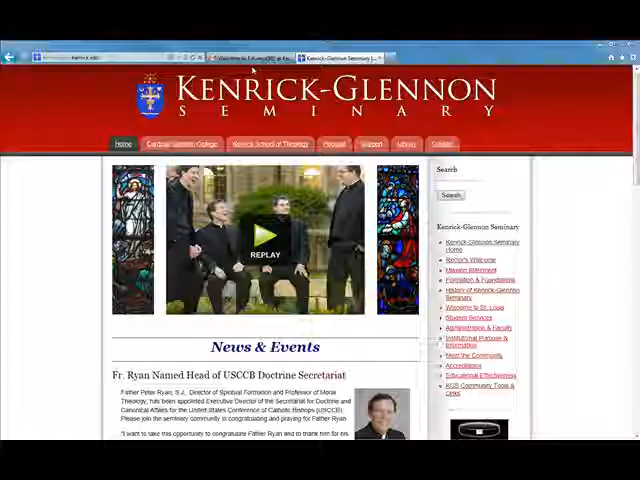 Kenrick-Glennon Seminary [...
KENRICK-GLENNON
SEMINARY
Home
Cardinal Glennon College
Kenrick School of Theology
Support
Library
Contact
Search
Search
REPLAY
Kenrick-Glennon Seminary
Kenrick-Glennon Seminary
Home
Rector's Welcome
Mission Statement
Formation & Foundations
History of Kenrick-Glennon
Seminary
Welcome to St. Louis
Student Services
Administration & Faculty
Institutional Purpose &
Information
Meet the Community
Accreditation
Educational Effectiveness
KGS Community Tools &
Links
News & Events
Fr. Ryan Named Head of USCCB Doctrine Secretariat
Father Peter Ryan, S.J., Director of Spiritual Formation and Professor of Moral
Theology, has been appointed Executive Director of the Secretariat for Doctrine and
Canonical Affairs for the United States Conference of Catholic Bishops (USCCB).
Please join the seminary community in congratulating and praying for Father Ryan.
"I want to take this opportunity to congratulate Father Ryan and to thank him for his